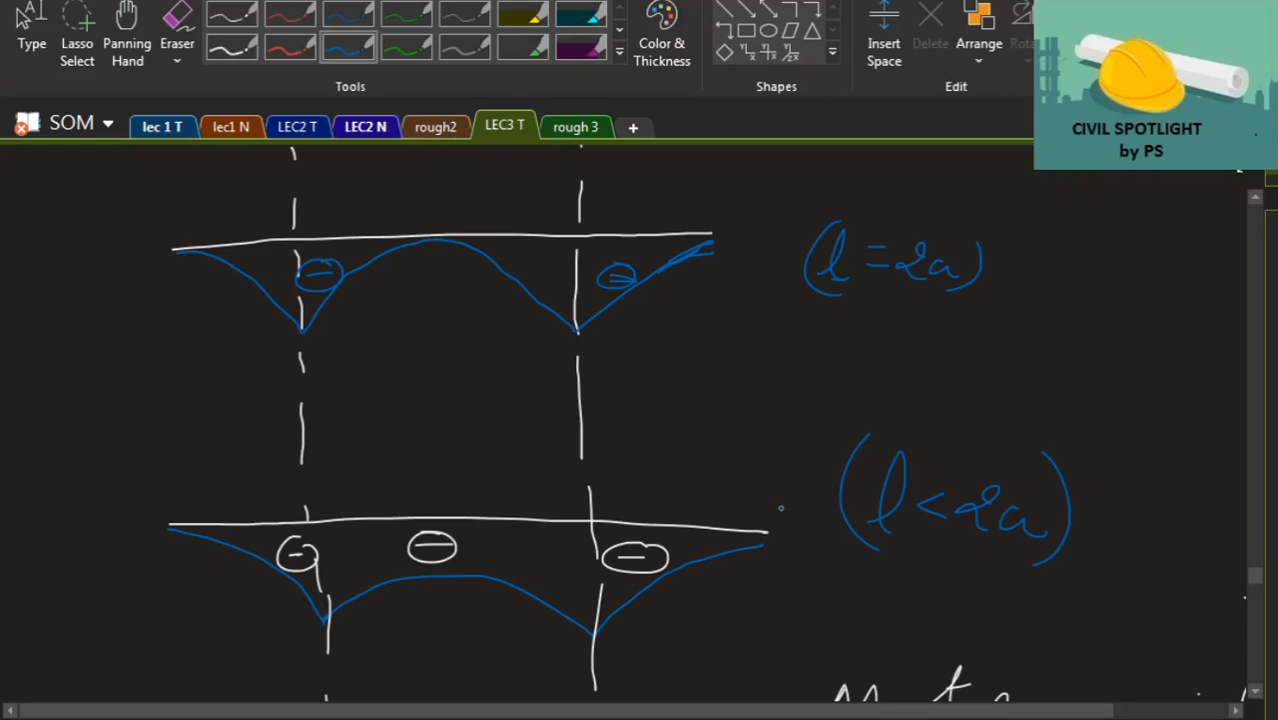 Type
Lasso Select
Panning Hand
Eraser
Color & Thickness
Insert Space
Delete
Arrange
Tools
Shapes
Edit
CIVIL SPOTLIGHT
by PS
SOM
lec 1 T
lec1 N
LEC2 T
LEC2 N
rough2
LEC3 T
rough 3
(l = 2a)
(l < 2a)